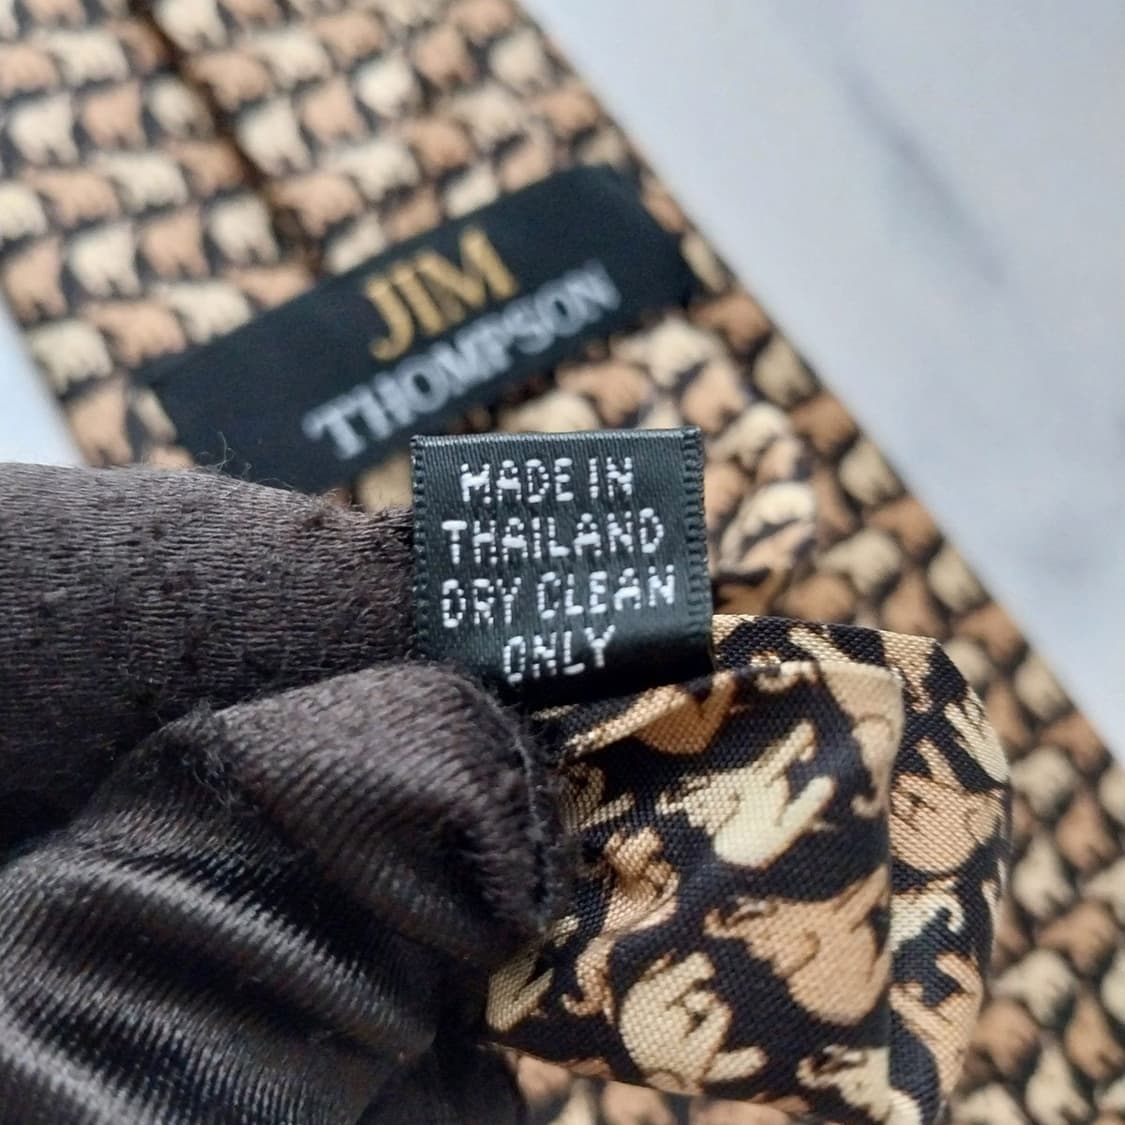 JIM
THOMPSON
MADE IN
THAILAND
DRY CLEAN
ONLY